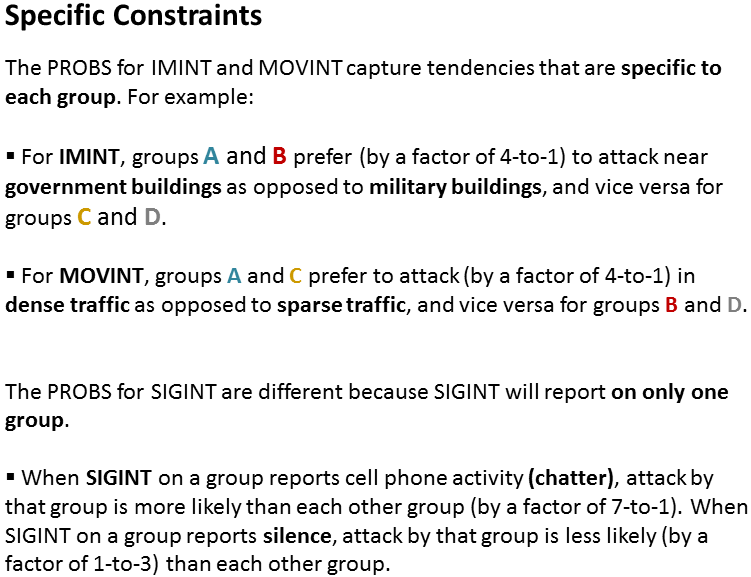 Specific Constraints
The PROBS for IMINT and MOVINT capture tendencies that are specific to
each group. For example:
▪ For IMINT, groups A and B prefer (by a factor of 4-to-1) to attack near
government buildings as opposed to military buildings, and vice versa for
groups C and D.
▪ For MOVINT, groups A and C prefer to attack (by a factor of 4-to-1) in
dense traffic as opposed to sparse traffic, and vice versa for groups B and D.
The PROBS for SIGINT are different because SIGINT will report on only one
group.
▪ When SIGINT on a group reports cell phone activity (chatter), attack by
that group is more likely than each other group (by a factor of 7-to-1). When
SIGINT on a group reports silence, attack by that group is less likely (by a
factor of 1-to-3) than each other group.